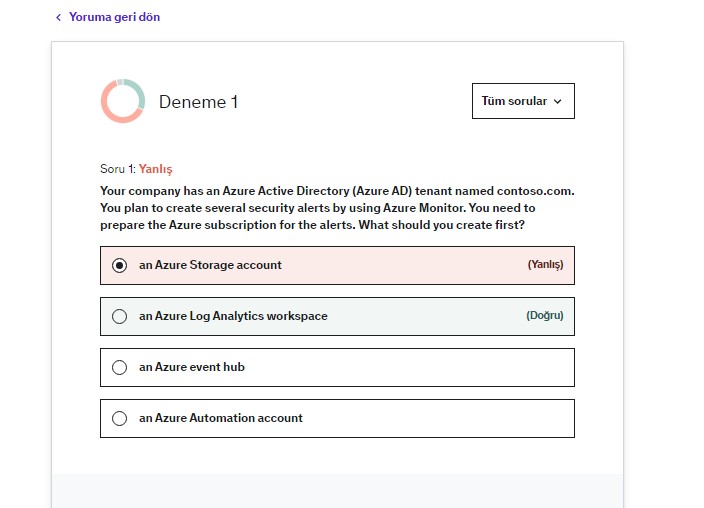 Yoruma geri dön
Deneme 1
Tüm sorular
Soru 1: Yanlış
Your company has an Azure Active Directory (Azure AD) tenant named contoso.com.
You plan to create several security alerts by using Azure Monitor. You need to
prepare the Azure subscription for the alerts. What should you create first?
an Azure Storage account (Yanlış)
an Azure Log Analytics workspace (Doğru)
an Azure event hub
an Azure Automation account